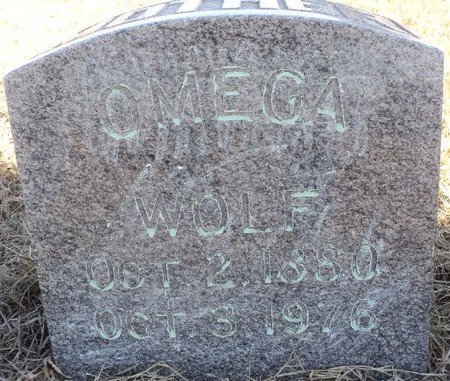 OMEGA
WOLF
OCT. 2, 1880
OCT. 3, 1976